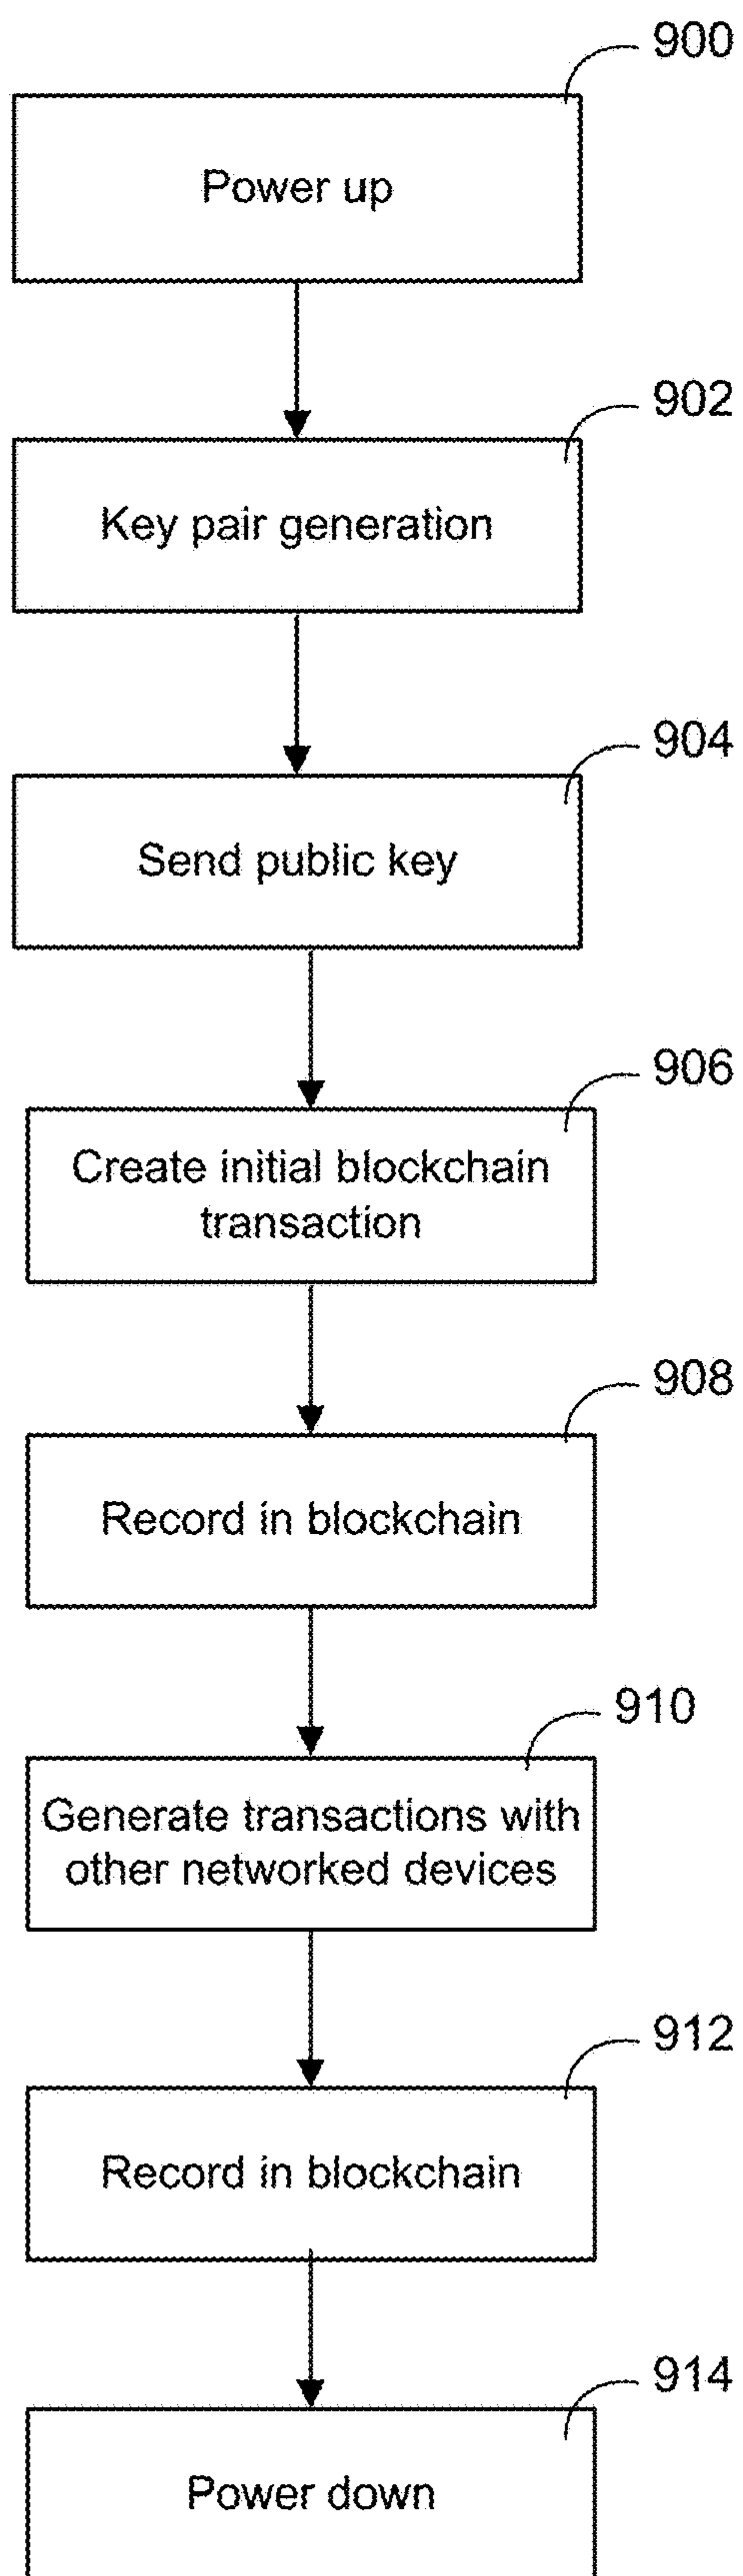 900
Power up
902
Key pair generation
904
Send public key
906
Create initial blockchain
transaction
908
Record in blockchain
910
Generate transactions with
other networked devices
912
Record in blockchain
914
Power down